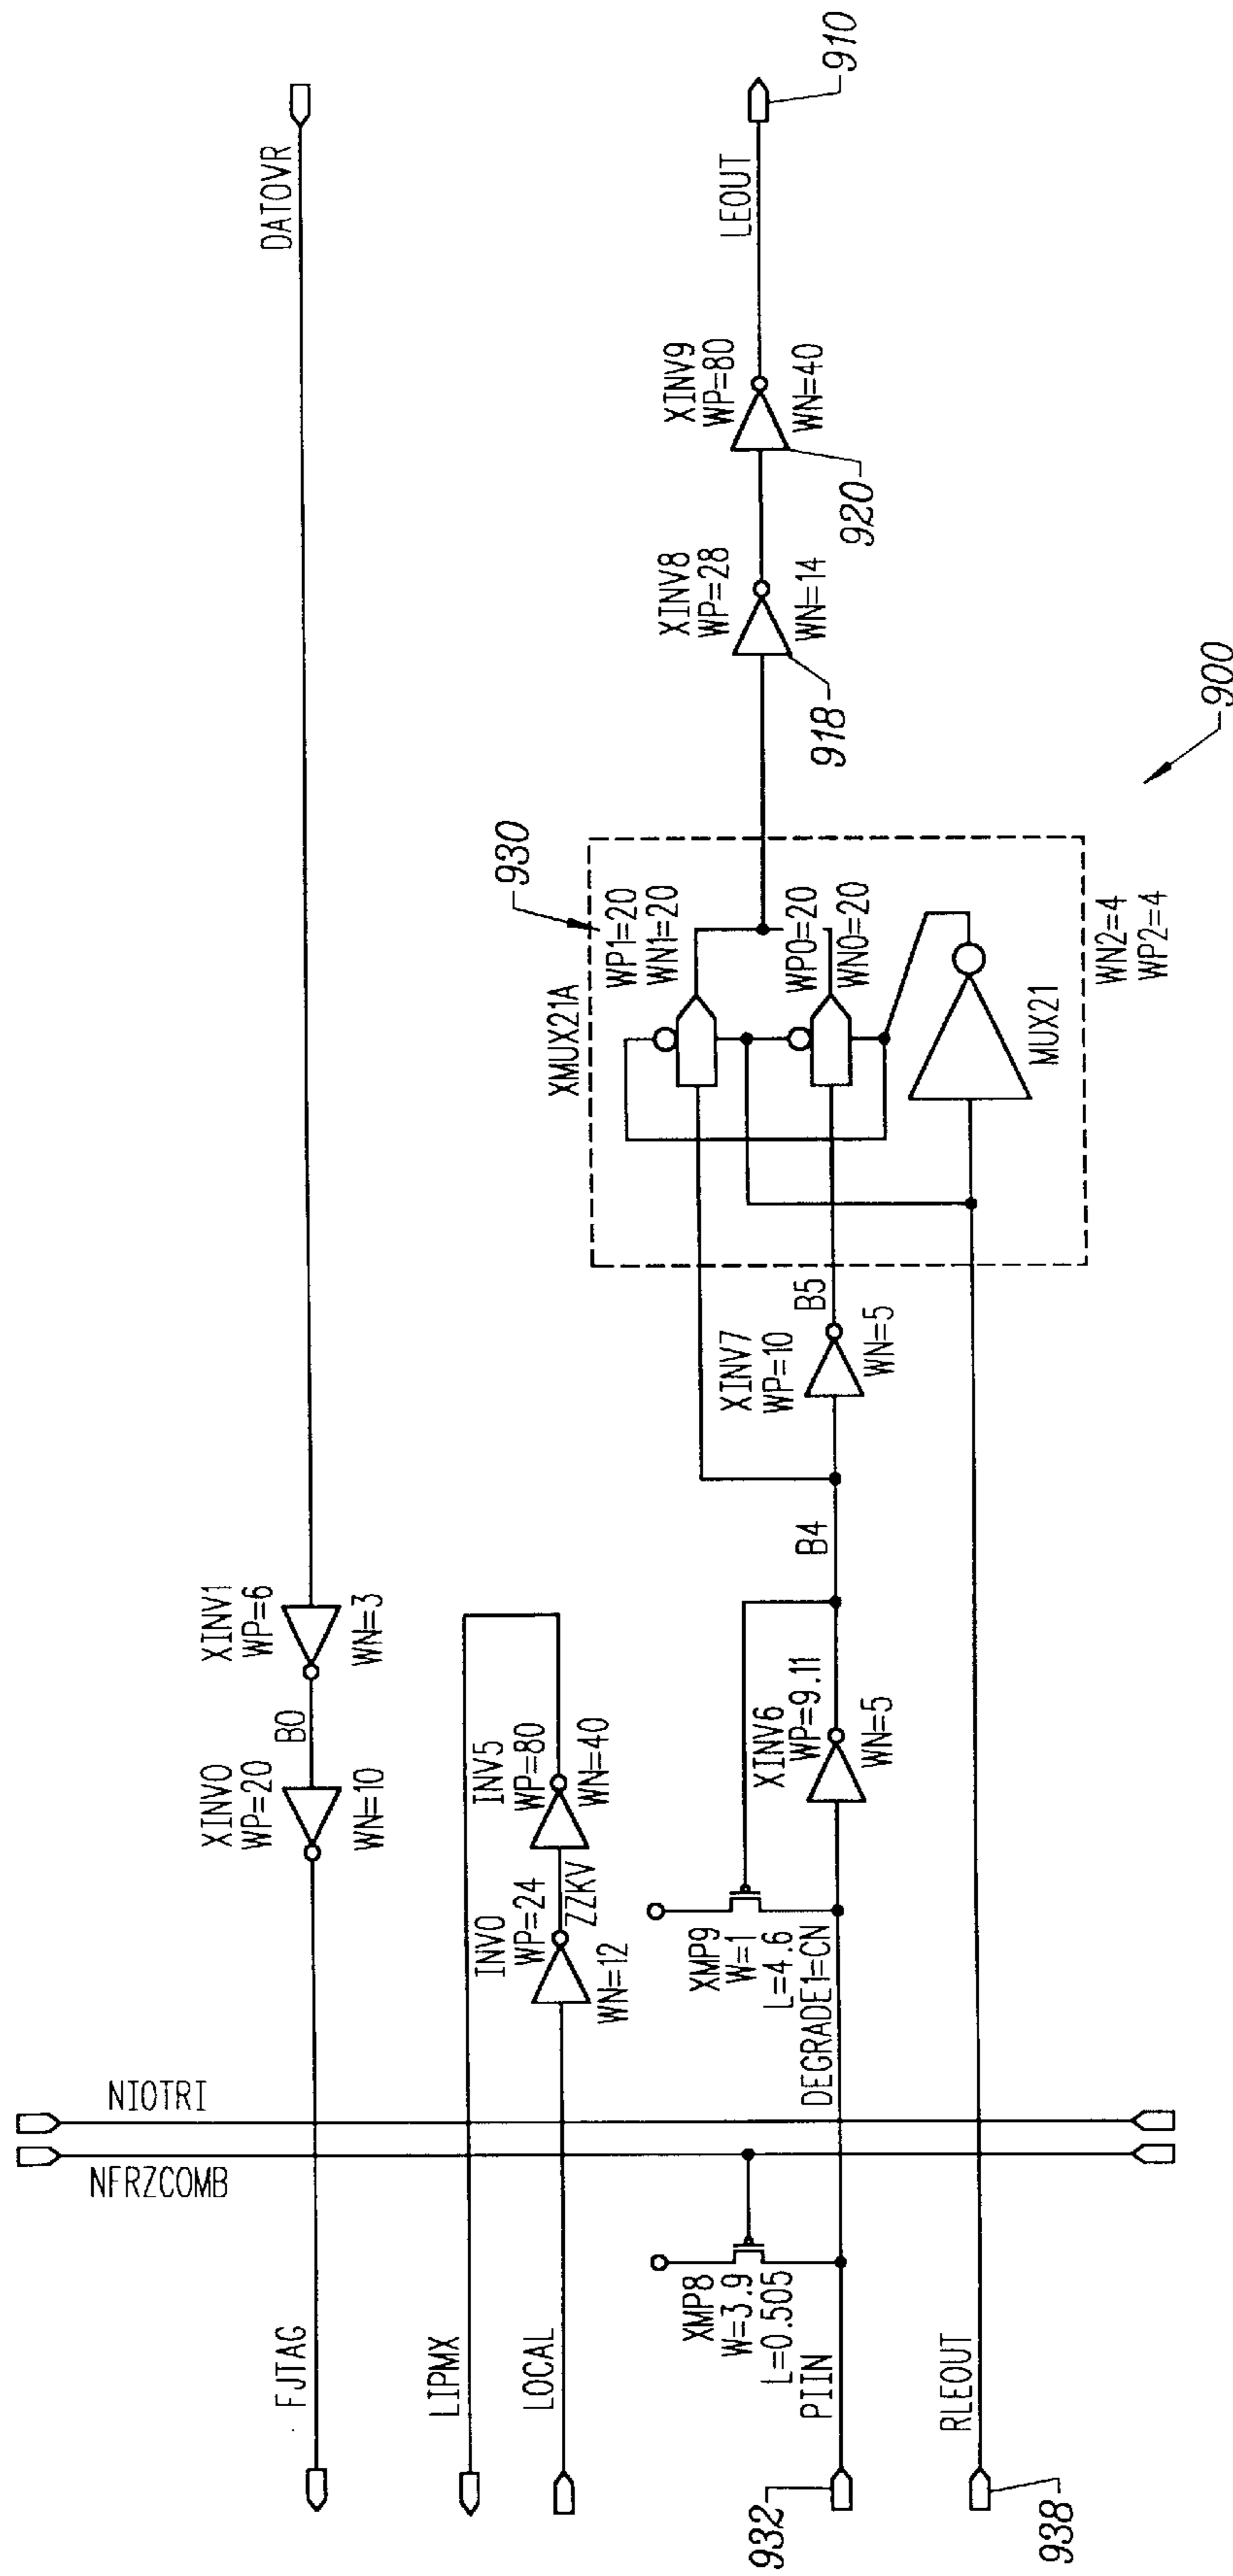 DATOVR
XINV1
WP=6
WN=3
B0
XINV0
WP=20
WN=10
FJTAG
NIOTRI
NFRZCOMB
LIPMX
LOCAL
INV0
WP=24
WN=12
ZZKV
INV5
WP=80
WN=40
932
PIIN
XMP8
W=3.9
L=0.505
XMP9
W=1
L=4.6
DEGRADE1=CN
XINV6
WP=9.11
WN=5
B4
XINV7
WP=10
WN=5
B5
XMUX21A
930
WP1=20
WN1=20
WP0=20
WN0=20
MUX21
WN2=4
WP2=4
XINV8
WP=28
WN=14
918
XINV9
WP=80
WN=40
920
LEOUT
910
938
RLEOUT
900